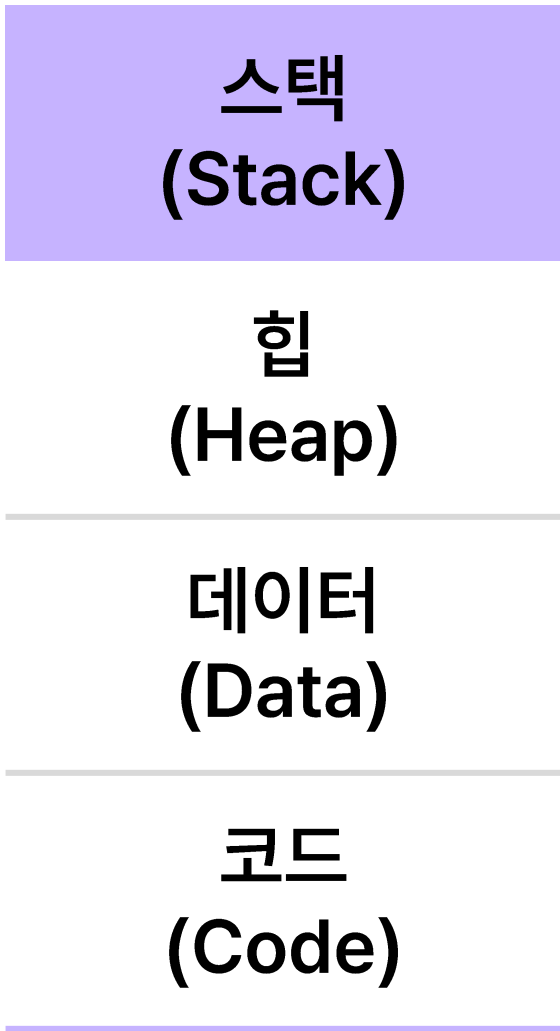 스택
(Stack)
힙
(Heap)
데이터
(Data)
코드
(Code)